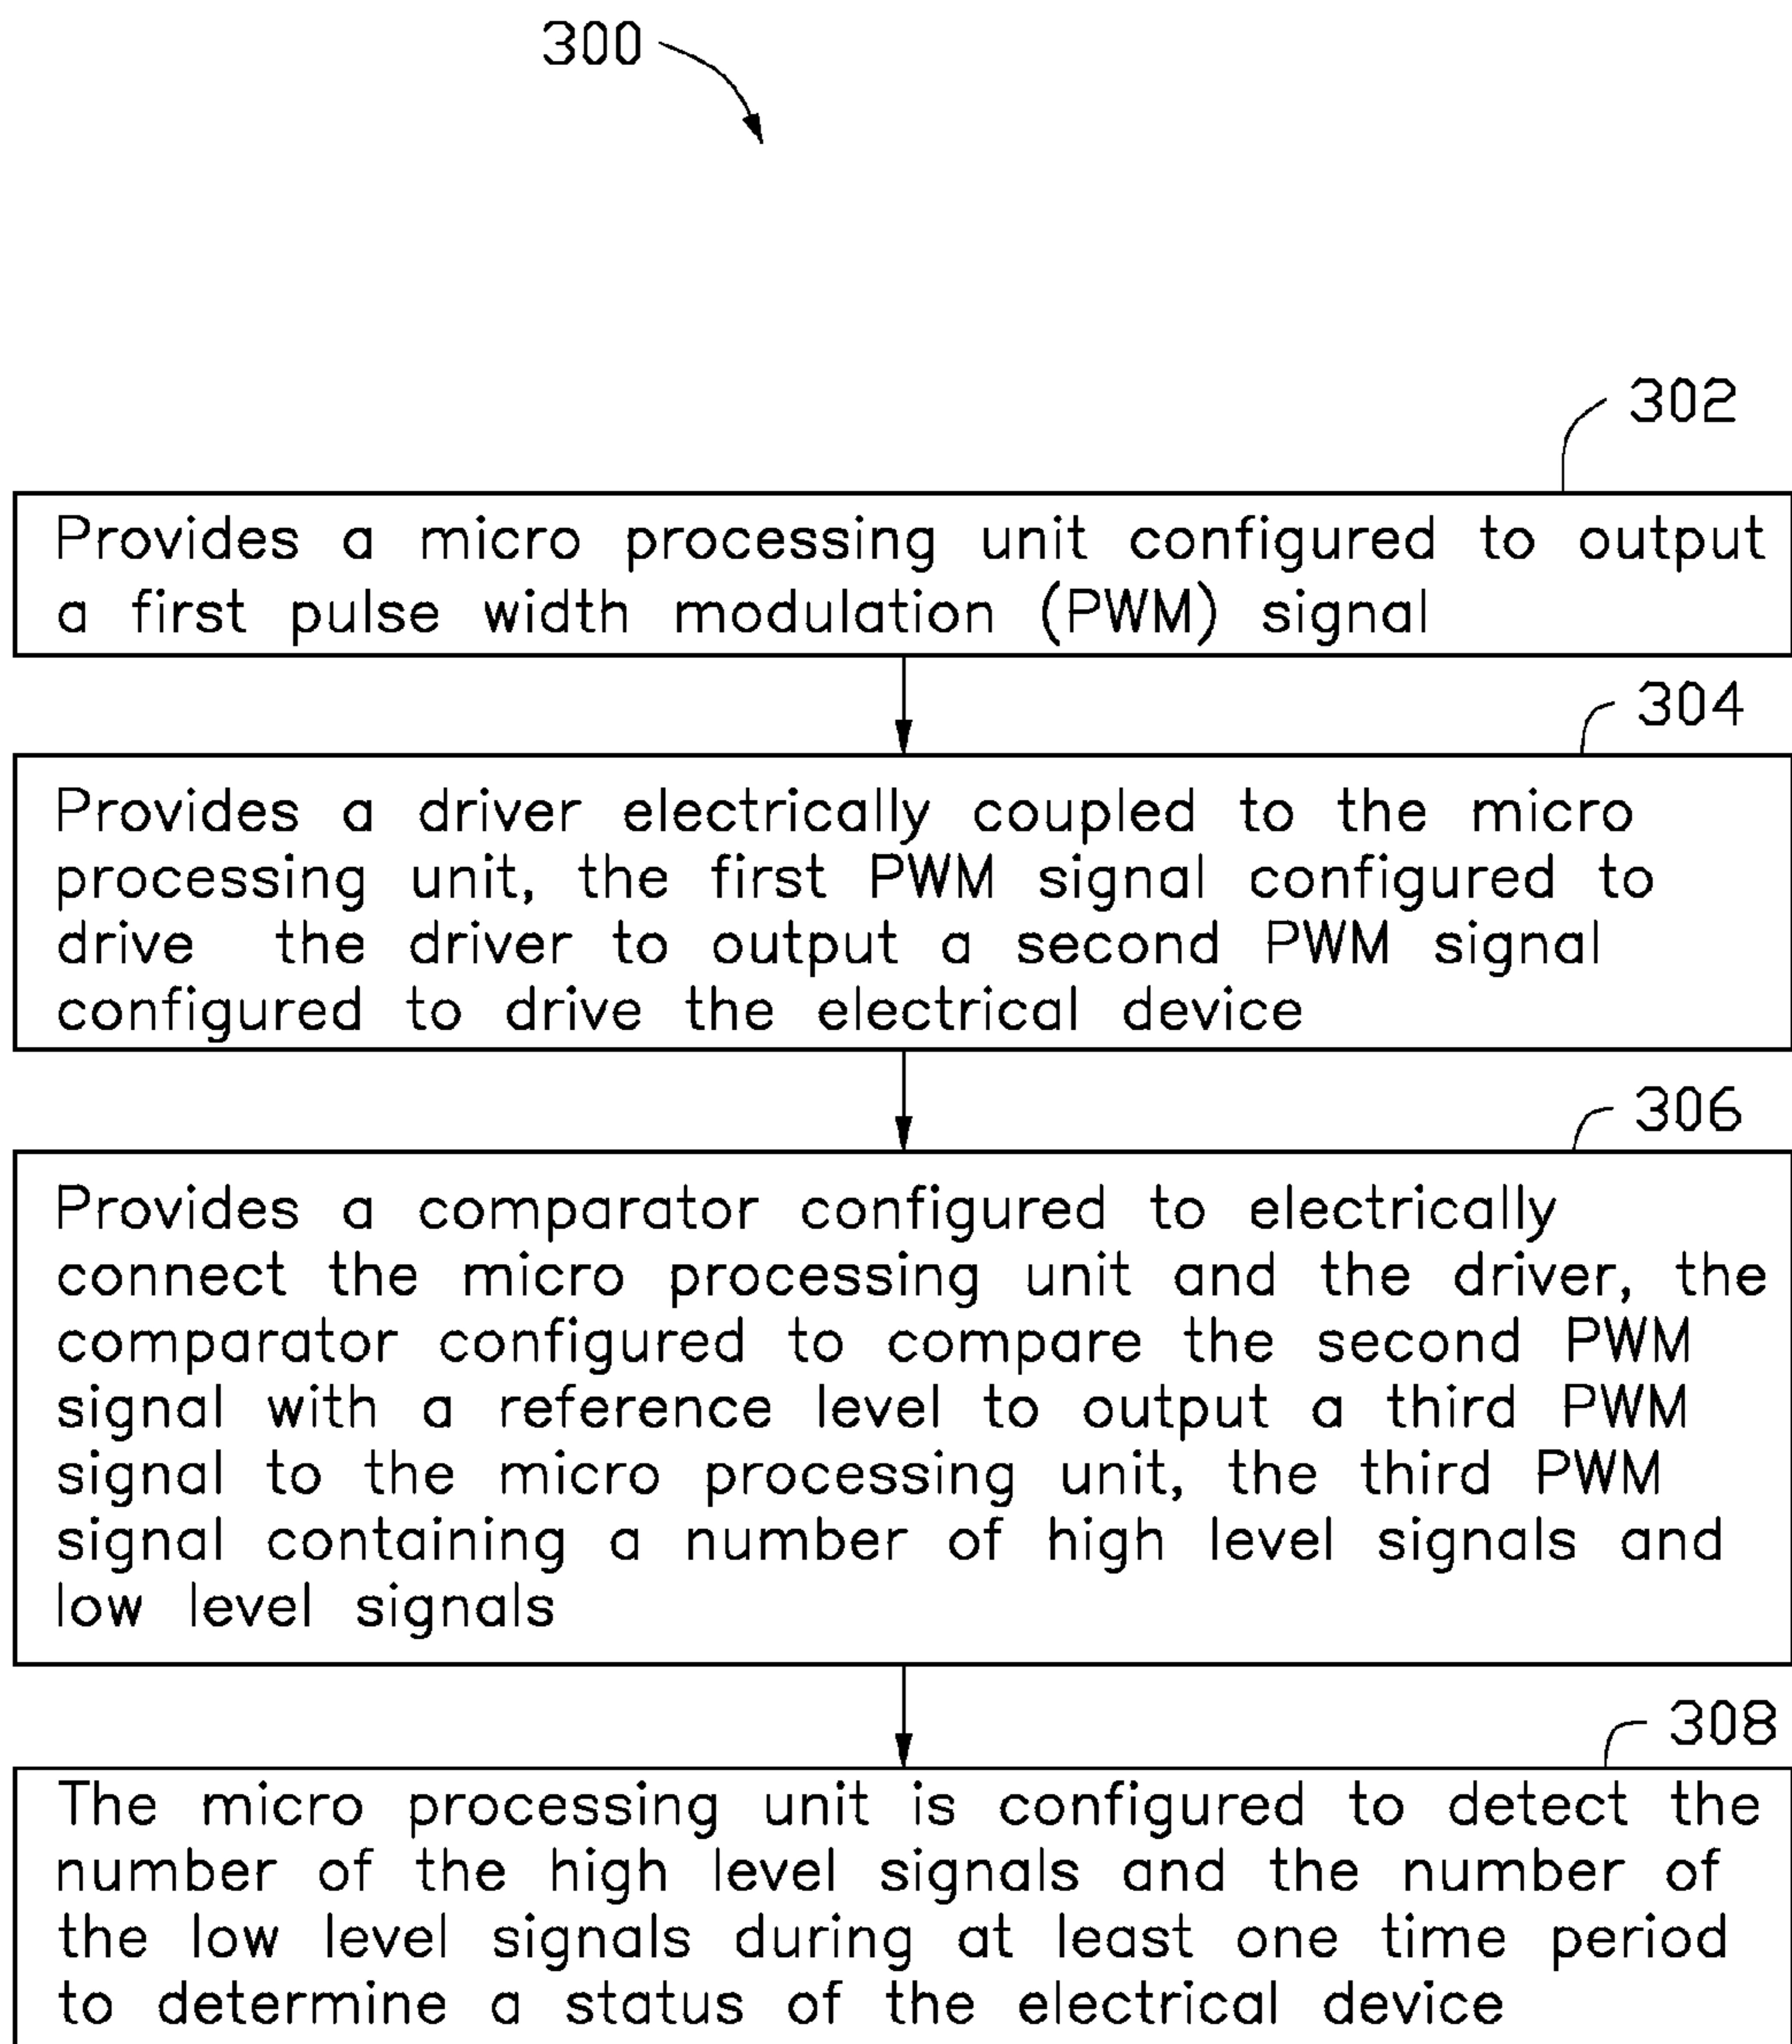 300
302
Provides a micro processing unit configured to output
a first pulse width modulation (PWM) signal
304
Provides a driver electrically coupled to the micro
processing unit, the first PWM signal configured to
drive the driver to output a second PWM signal
configured to drive the electrical device
306
Provides a comparator configured to electrically
connect the micro processing unit and the driver, the
comparator configured to compare the second PWM
signal with a reference level to output a third PWM
signal to the micro processing unit, the third PWM
signal containing a number of high level signals and
low level signals
308
The micro processing unit is configured to detect the
number of the high level signals and the number of
the low level signals during at least one time period
to determine a status of the electrical device